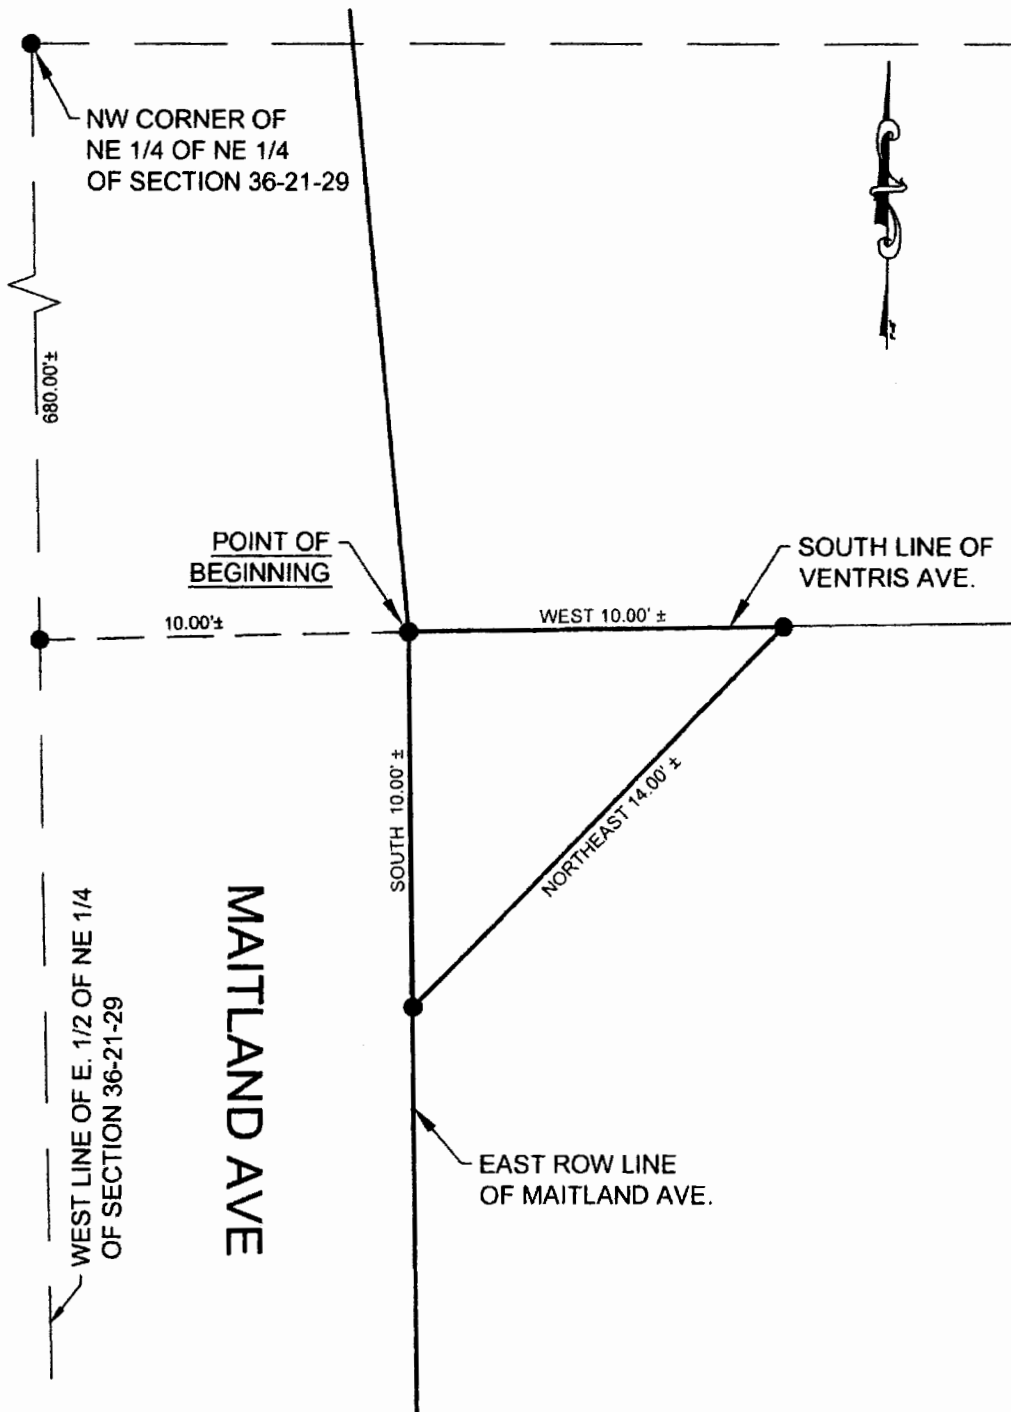 NW CORNER OF
NE 1/4 OF NE 1/4
OF SECTION 36-21-29
680.00'±
POINT OF
BEGINNING
10.00'±
WEST 10.00' ±
SOUTH LINE OF
VENTRIS AVE.
SOUTH 10.00' ±
NORTHEAST 14.00' ±
MAITLAND AVE
WEST LINE OF E. 1/2 OF NE 1/4
OF SECTION 36-21-29
EAST ROW LINE
OF MAITLAND AVE.